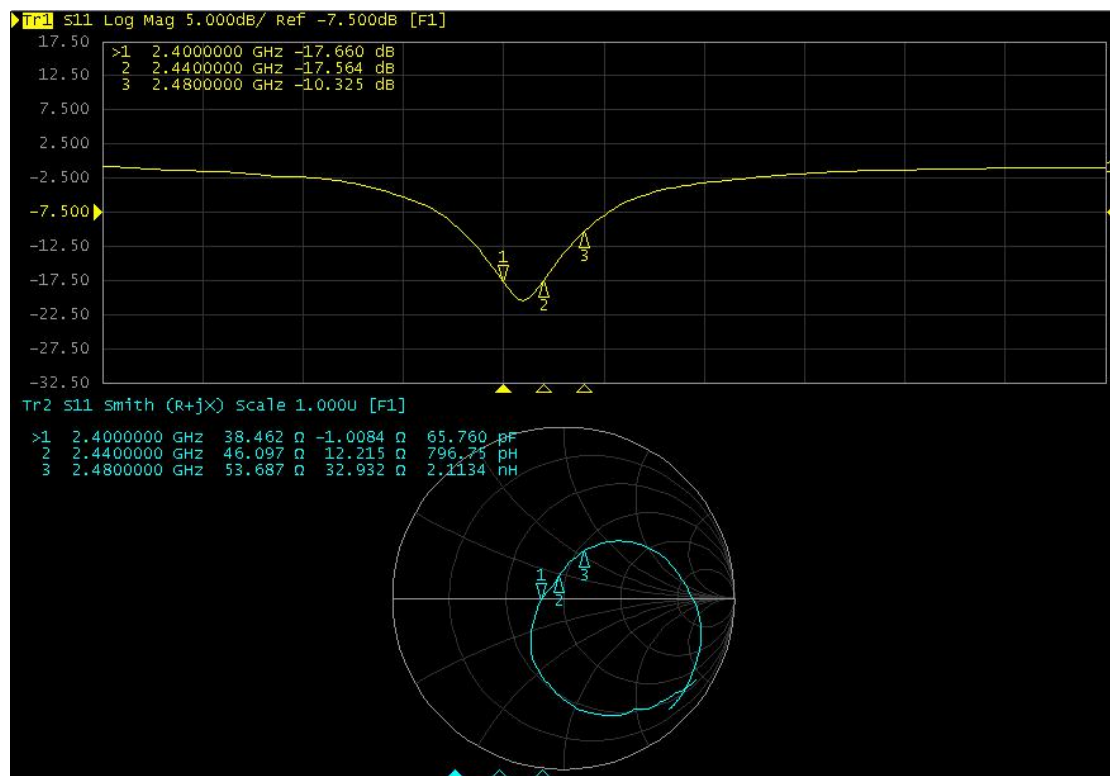 Tr1 S11 Log Mag 5.000dB/ Ref -7.500dB [F1]
17.50
>1 2.4000000 GHz -17.660 dB
2 2.4400000 GHz -17.564 dB
12.50
3 2.4800000 GHz -10.325 dB
7.500
2.500
-2.500
-7.500
-12.50
1
3
-17.50
2
-22.50
-27.50
-32.50
Tr2 S11 Smith (R+jX) Scale 1.000U [F1]
>1 2.4000000 GHz 38.462 Ω -1.0084 Ω 65.760 pF
2 2.4400000 GHz 46.097 Ω 12.215 Ω 796.75 pH
3 2.4800000 GHz 53.687 Ω 32.932 Ω 2.1134 nH
1
3
2